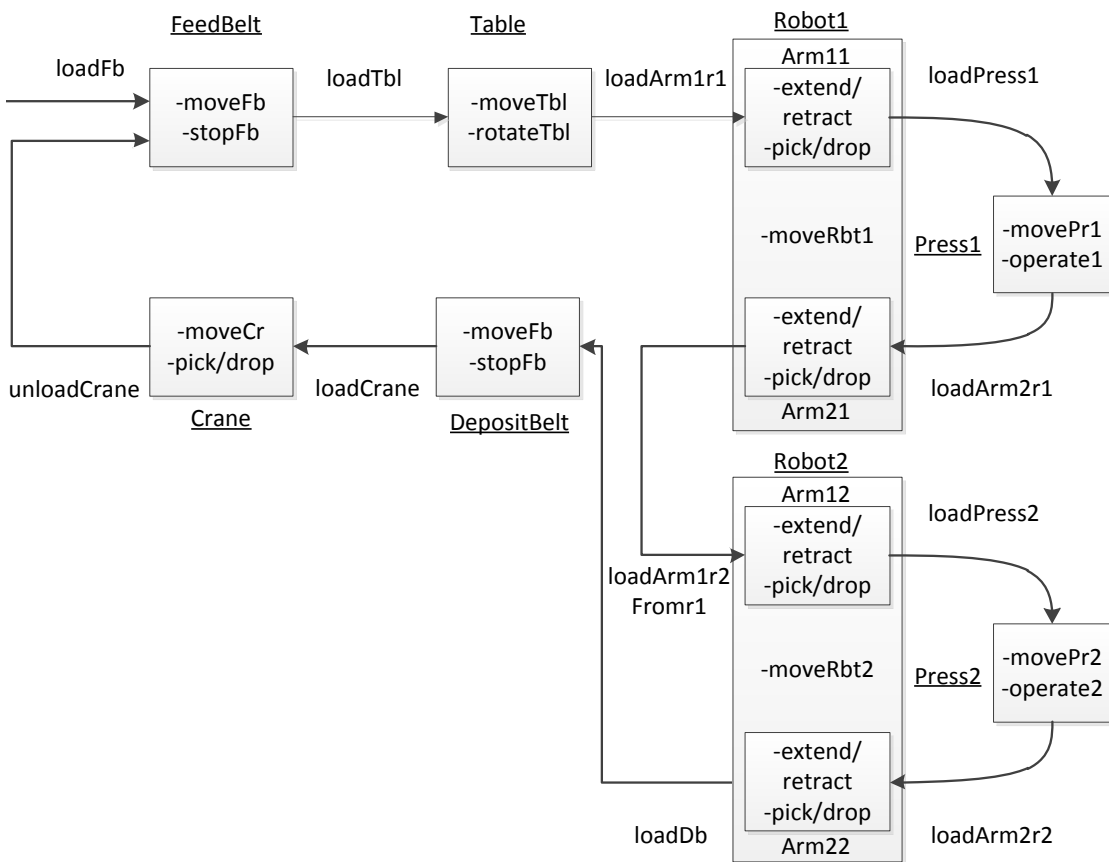 FeedBelt
Table
Robot1
loadFb
-moveFb
-stopFb
loadTbl
-moveTbl
-rotateTbl
loadArm1r1
Arm11
-extend/
retract
-pick/drop
loadPress1
-moveRbt1
Press1
-movePr1
-operate1
-extend/
retract
-pick/drop
Arm21
loadArm2r1
-moveCr
-pick/drop
unloadCrane
Crane
loadCrane
-moveFb
-stopFb
DepositBelt
Robot2
Arm12
-extend/
retract
-pick/drop
loadArm1r2
Fromr1
loadPress2
-moveRbt2
Press2
-movePr2
-operate2
-extend/
retract
-pick/drop
Arm22
loadDb
loadArm2r2